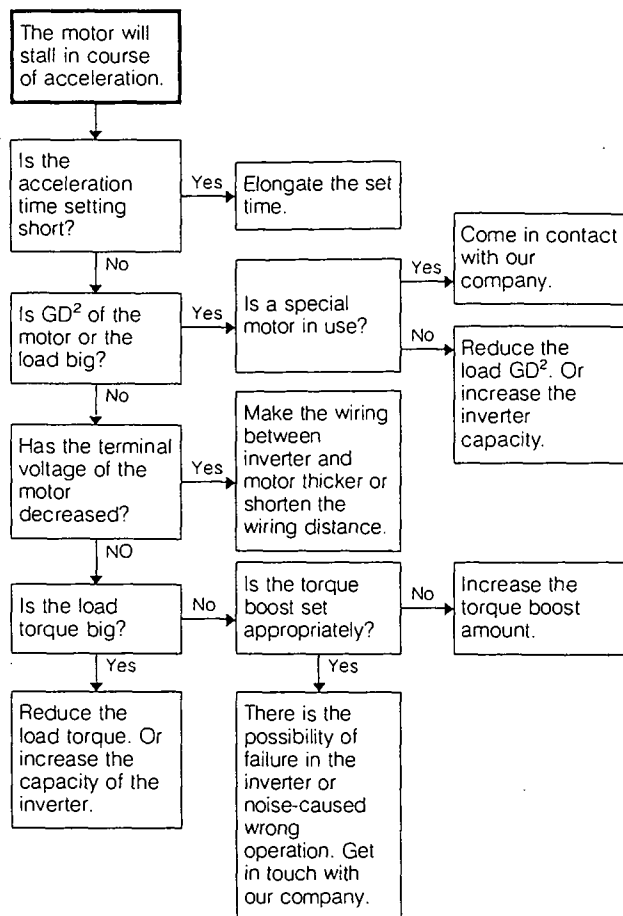 The motor will
stall in course
of acceleration.
Is the
acceleration
time setting
short?
Yes
Elongate the set
time.
No
Is GD² of the
motor or the
load big?
Yes
Is a special
motor in use?
Yes
Come in contact
with our
company.
No
Reduce the
load GD². Or
increase the
inverter
capacity.
No
Has the terminal
voltage of the
motor
decreased?
Yes
Make the wiring
between
inverter and
motor thicker or
shorten the
wiring distance.
NO
Is the load
torque big?
No
Is the torque
boost set
appropriately?
No
Increase the
torque boost
amount.
Yes
Reduce the
load torque. Or
increase the
capacity of the
inverter.
Yes
There is the
possibility of
failure in the
inverter or
noise-caused
wrong
operation. Get
in touch with
our company.